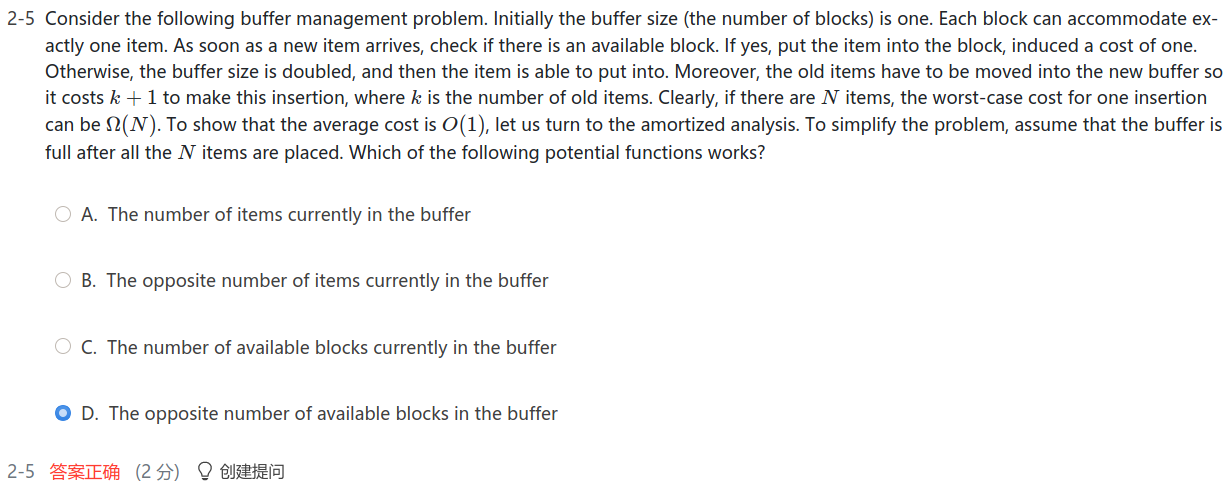 2-5 Consider the following buffer management problem. Initially the buffer size (the number of blocks) is one. Each block can accommodate ex-
actly one item. As soon as a new item arrives, check if there is an available block. If yes, put the item into the block, induced a cost of one.
Otherwise, the buffer size is doubled, and then the item is able to put into. Moreover, the old items have to be moved into the new buffer so
it costs k + 1 to make this insertion, where k is the number of old items. Clearly, if there are N items, the worst-case cost for one insertion
can be Ω(N). To show that the average cost is O(1), let us turn to the amortized analysis. To simplify the problem, assume that the buffer is
full after all the N items are placed. Which of the following potential functions works?
A. The number of items currently in the buffer
B. The opposite number of items currently in the buffer
C. The number of available blocks currently in the buffer
D. The opposite number of available blocks in the buffer
2-5 答案正确 (2 分) 创建提问